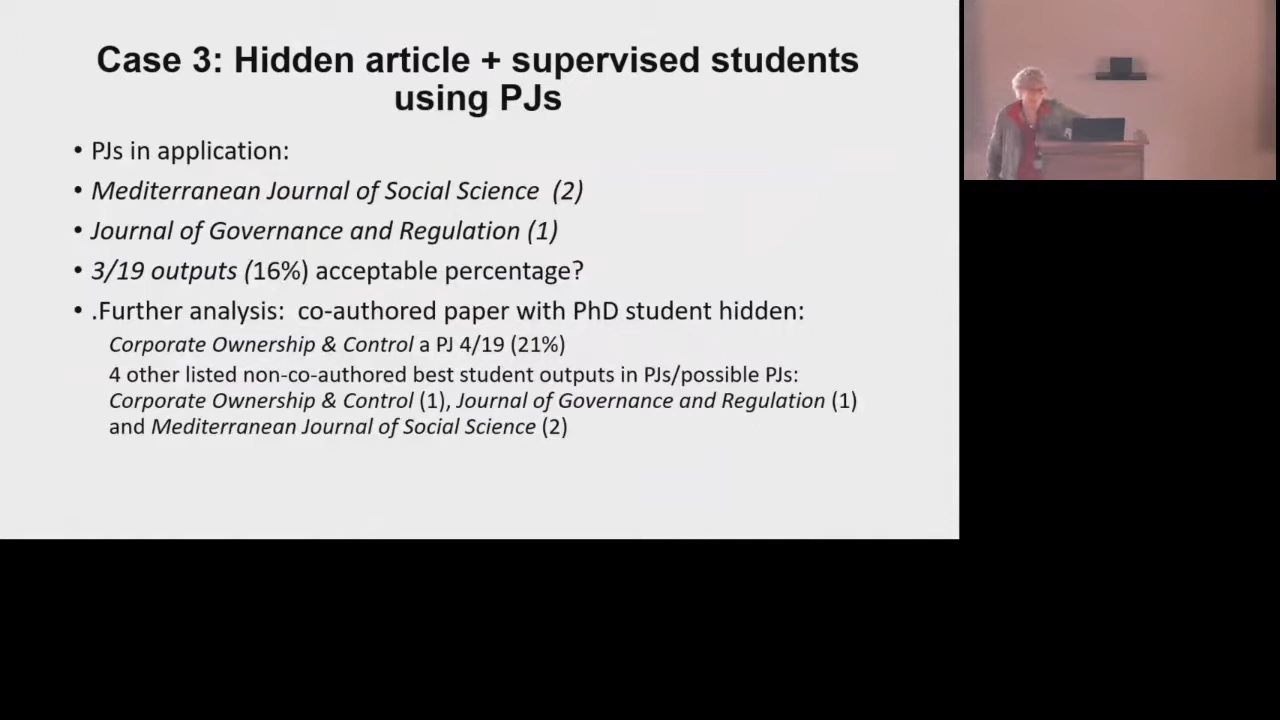 Case 3: Hidden article + supervised students
using PJs
• PJs in application:
• Mediterranean Journal of Social Science (2)
• Journal of Governance and Regulation (1)
• 3/19 outputs (16%) acceptable percentage?
• .Further analysis: co-authored paper with PhD student hidden:
Corporate Ownership & Control a PJ 4/19 (21%)
4 other listed non-co-authored best student outputs in PJs/possible PJs:
Corporate Ownership & Control (1), Journal of Governance and Regulation (1)
and Mediterranean Journal of Social Science (2)